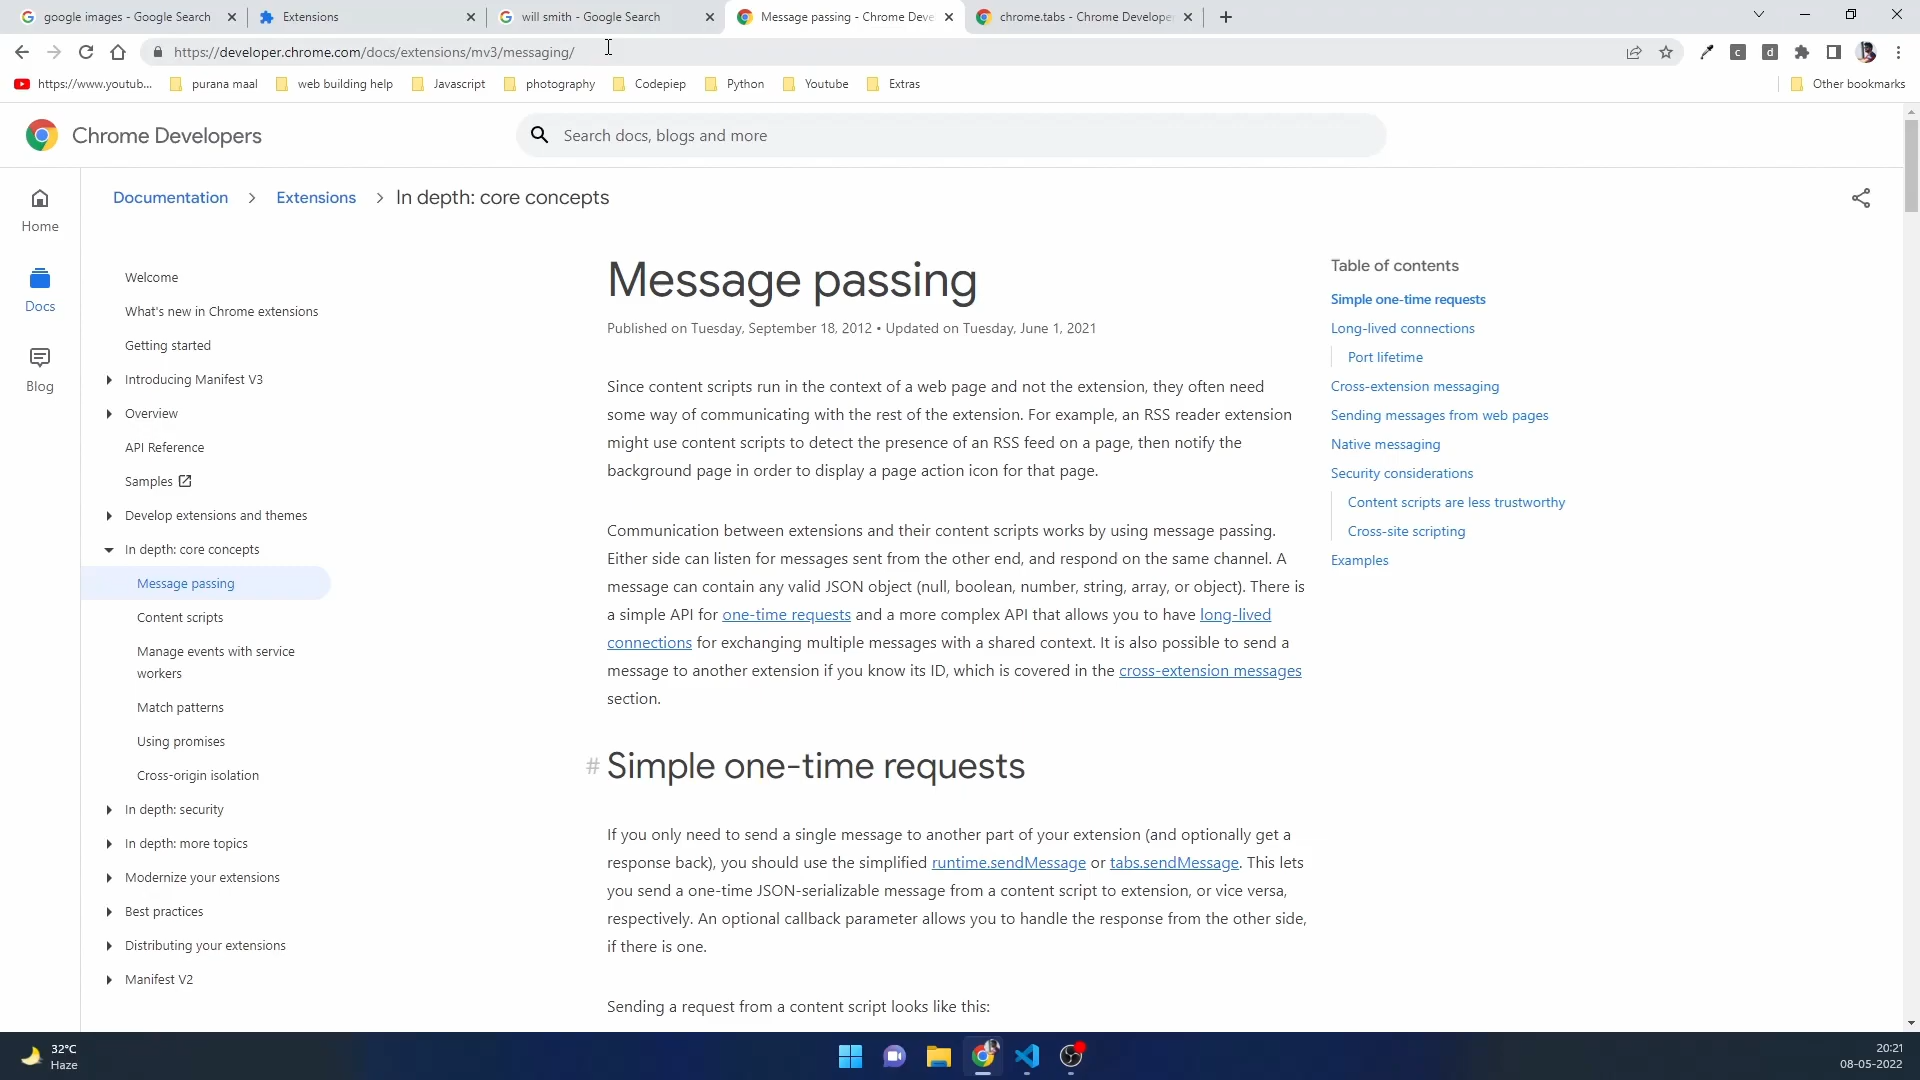 google images - Google Search
Extensions
will smith - Google Search
Message passing - Chrome Deve
chrome.tabs - Chrome Develope
https://developer.chrome.com/docs/extensions/mv3/messaging/
c
d
https://www.youtub...
purana maal
web building help
Javascript
photography
Codepiep
Python
Youtube
Extras
Other bookmarks
Chrome Developers
Search docs, blogs and more
Documentation
Extensions
In depth: core concepts
Home
Docs
Blog
Welcome
What's new in Chrome extensions
Getting started
Introducing Manifest V3
Overview
API Reference
Samples
Develop extensions and themes
In depth: core concepts
Message passing
Content scripts
Manage events with service
workers
Match patterns
Using promises
Cross-origin isolation
In depth: security
In depth: more topics
Modernize your extensions
Best practices
Distributing your extensions
Manifest V2
Message passing
Published on Tuesday, September 18, 2012 • Updated on Tuesday, June 1, 2021
Since content scripts run in the context of a web page and not the extension, they often need
some way of communicating with the rest of the extension. For example, an RSS reader extension
might use content scripts to detect the presence of an RSS feed on a page, then notify the
background page in order to display a page action icon for that page.
Communication between extensions and their content scripts works by using message passing.
Either side can listen for messages sent from the other end, and respond on the same channel. A
message can contain any valid JSON object (null, boolean, number, string, array, or object). There is
a simple API for one-time requests and a more complex API that allows you to have long-lived
connections for exchanging multiple messages with a shared context. It is also possible to send a
message to another extension if you know its ID, which is covered in the cross-extension messages
section.
# Simple one-time requests
If you only need to send a single message to another part of your extension (and optionally get a
response back), you should use the simplified runtime.sendMessage or tabs.sendMessage. This lets
you send a one-time JSON-serializable message from a content script to extension, or vice versa,
respectively. An optional callback parameter allows you to handle the response from the other side,
if there is one.
Sending a request from a content script looks like this:
Table of contents
Simple one-time requests
Long-lived connections
Port lifetime
Cross-extension messaging
Sending messages from web pages
Native messaging
Security considerations
Content scripts are less trustworthy
Cross-site scripting
Examples
32°C
Haze
20:21
08-05-2022